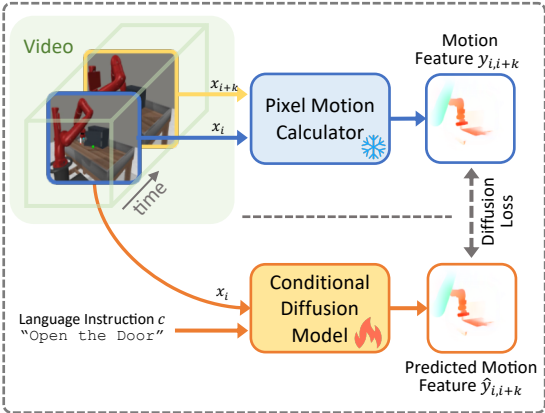 Video
time
x_{i+k}
x_i
Pixel Motion
Calculator
Motion
Feature y_{i,i+k}
Diffusion
Loss
x_i
Language Instruction c
“Open the Door”
Conditional
Diffusion
Model
Predicted Motion
Feature ŷ_{i,i+k}